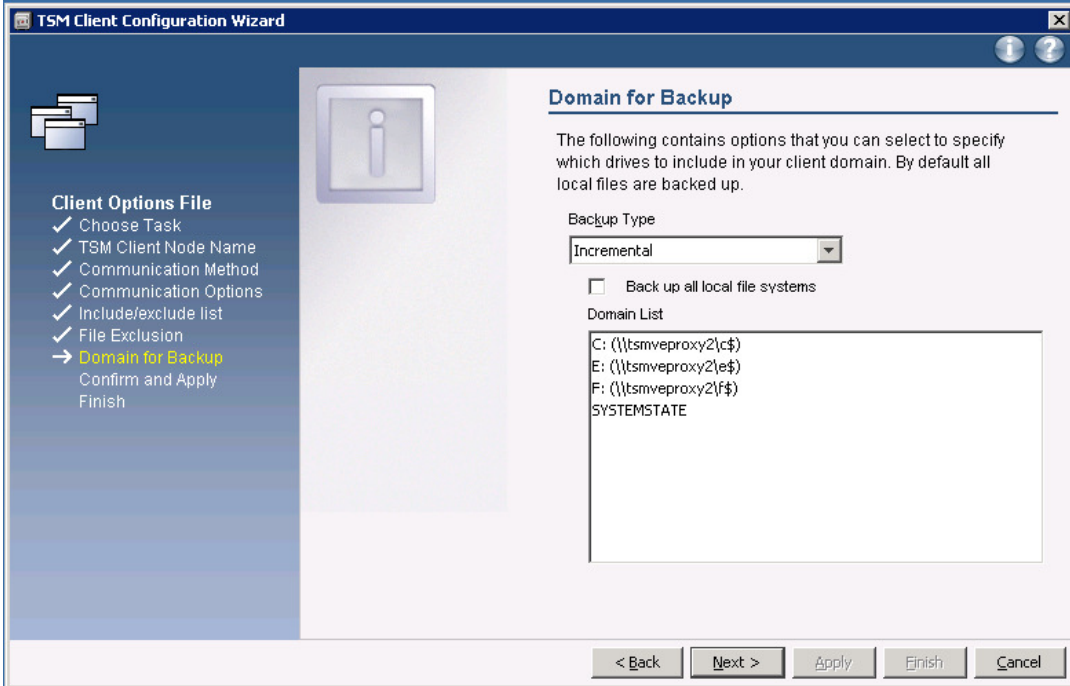 TSM Client Configuration Wizard
Client Options File
Choose Task
TSM Client Node Name
Communication Method
Communication Options
Include/exclude list
File Exclusion
Domain for Backup
Confirm and Apply
Finish
Domain for Backup
The following contains options that you can select to specify
which drives to include in your client domain. By default all
local files are backed up.
Backup Type
Incremental
Back up all local file systems
Domain List
C: (\\tsmveproxy2\c$)
E: (\\tsmveproxy2\e$)
F: (\\tsmveproxy2\f$)
SYSTEMSTATE
< Back Next > Apply Finish Cancel